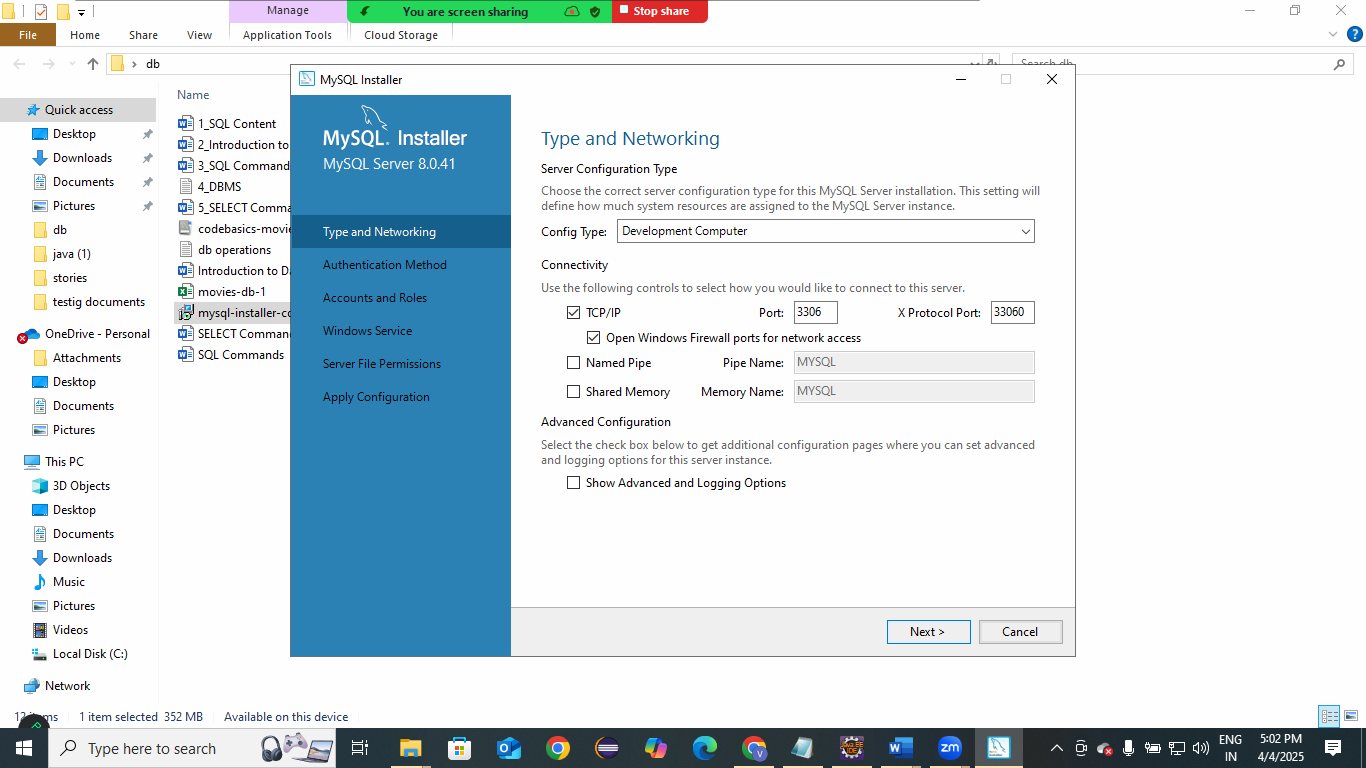 Manage
You are screen sharing
Stop share
File
Home
Share
View
Application Tools
Cloud Storage
db
Search db
Name
Quick access
Desktop
Downloads
Documents
Pictures
db
java (1)
stories
testig documents
OneDrive - Personal
Attachments
Desktop
Documents
Pictures
This PC
3D Objects
Desktop
Documents
Downloads
Music
Pictures
Videos
Local Disk (C:)
Network
1_SQL Content
2_Introduction to
3_SQL Command
4_DBMS
5_SELECT Comma
codebasics-movie
db operations
Introduction to Da
movies-db-1
mysql-installer-co
SELECT Comman
SQL Commands
MySQL Installer
MySQL® Installer
MySQL Server 8.0.41
Type and Networking
Authentication Method
Accounts and Roles
Windows Service
Server File Permissions
Apply Configuration
Type and Networking
Server Configuration Type
Choose the correct server configuration type for this MySQL Server installation. This setting will
define how much system resources are assigned to the MySQL Server instance.
Config Type: Development Computer
Connectivity
Use the following controls to select how you would like to connect to this server.
TCP/IP Port: 3306 X Protocol Port: 33060
Open Windows Firewall ports for network access
Named Pipe Pipe Name: MYSQL
Shared Memory Memory Name: MYSQL
Advanced Configuration
Select the check box below to get additional configuration pages where you can set advanced
and logging options for this server instance.
Show Advanced and Logging Options
Next > Cancel
1 item selected 352 MB Available on this device
Type here to search
zm
ENG
IN
5:02 PM
4/4/2025